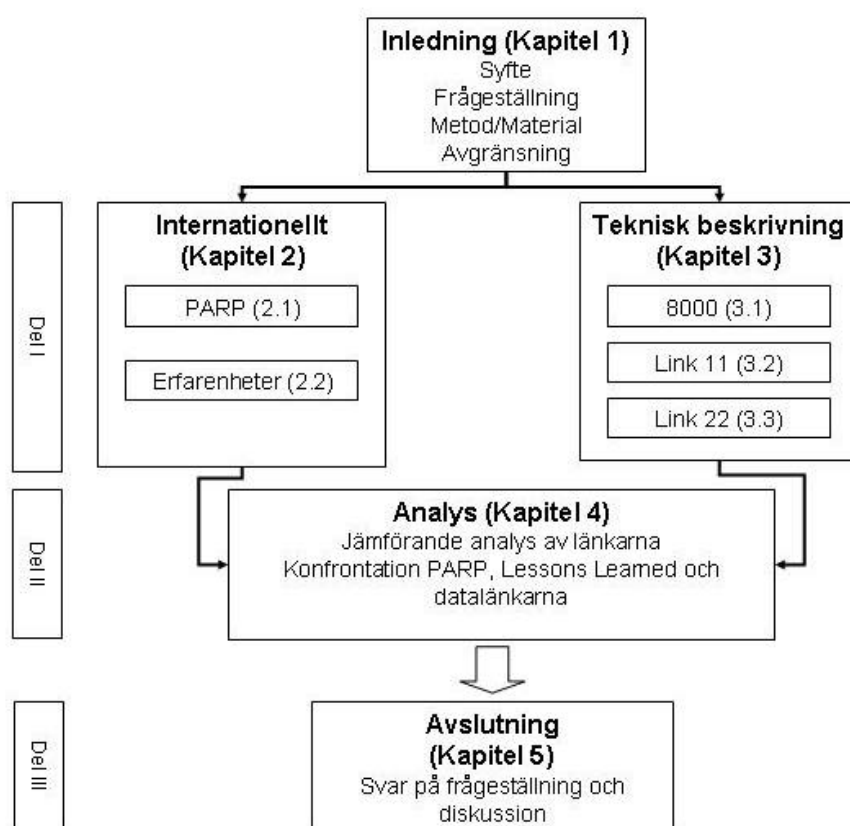 Inledning (Kapitel 1)
Syfte
Frågeställning
Metod/Material
Avgränsning
Del I
Internationellt
(Kapitel 2)
PARP (2.1)
Erfarenheter (2.2)
Teknisk beskrivning
(Kapitel 3)
8000 (3.1)
Link 11 (3.2)
Link 22 (3.3)
Del II
Analys (Kapitel 4)
Jämförande analys av länkarna
Konfrontation PARP, Lessons Learned och
datalänkarna
Del III
Avslutning
(Kapitel 5)
Svar på frågeställning och
diskussion